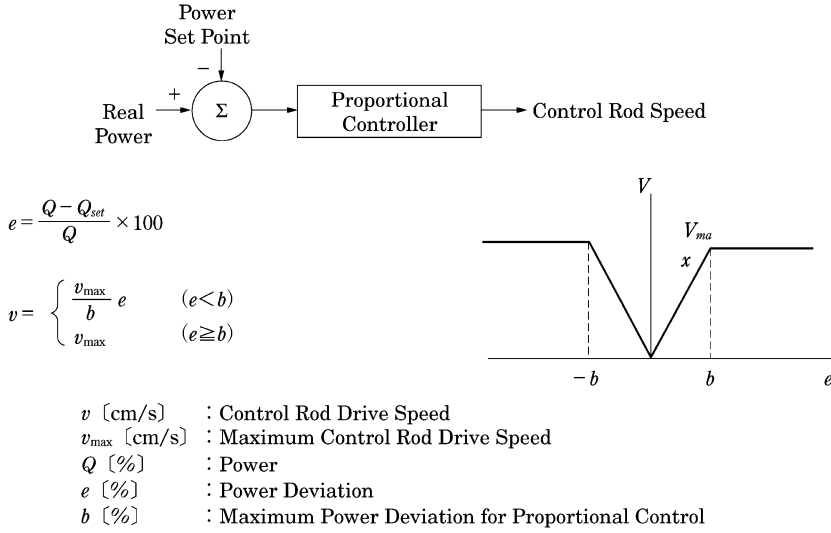 Power
Set Point
−
+
Σ
Real
Power
Proportional
Controller
Control Rod Speed
e = (Q − Q_set) / Q × 100
v = { v_max / b e (e<b)
v_max (e≧b)
V
V_ma
x
−b
b
e
v〔cm/s〕 : Control Rod Drive Speed
v_max〔cm/s〕 : Maximum Control Rod Drive Speed
Q〔%〕 : Power
e〔%〕 : Power Deviation
b〔%〕 : Maximum Power Deviation for Proportional Control